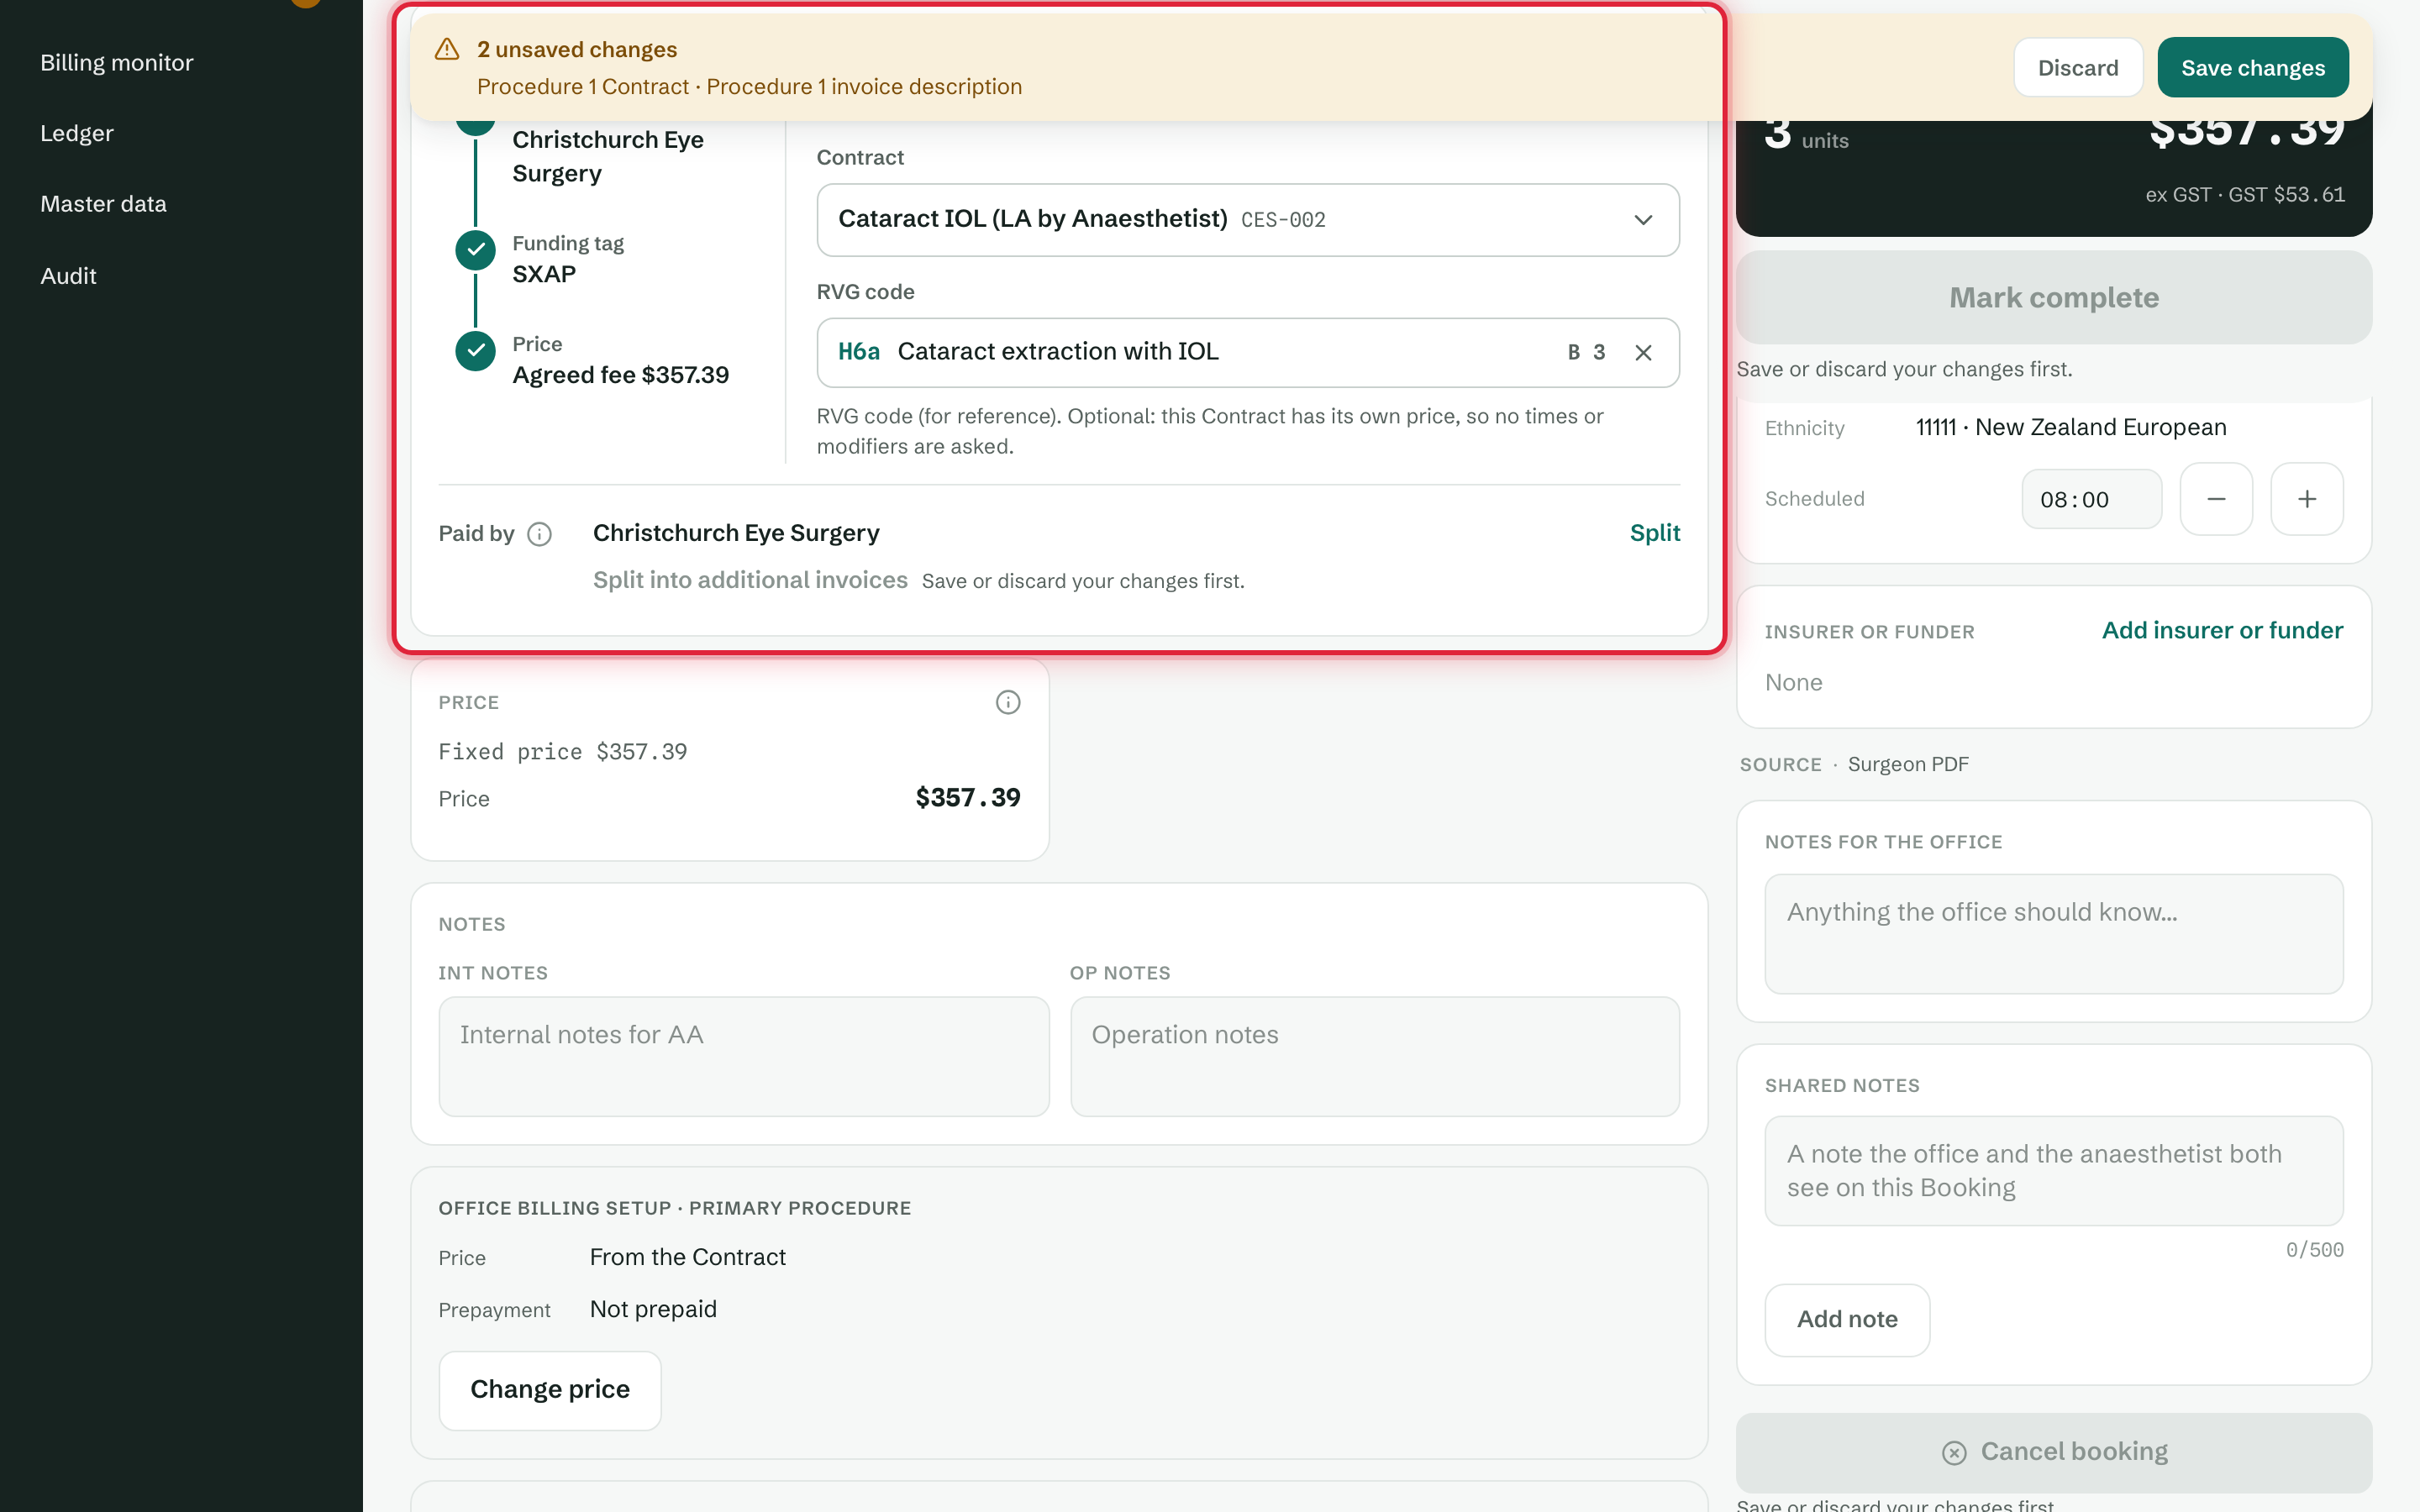 Billing monitor
Ledger
Master data
Audit
2 unsaved changes
Procedure 1 Contract · Procedure 1 invoice description
Discard
Save changes
Christchurch Eye
Surgery
Funding tag
SXAP
Price
Agreed fee $357.39
Contract
Cataract IOL (LA by Anaesthetist) CES-002
RVG code
H6a Cataract extraction with IOL B 3
RVG code (for reference). Optional: this Contract has its own price, so no times or
modifiers are asked.
Paid by
Christchurch Eye Surgery
Split
Split into additional invoices Save or discard your changes first.
PRICE
Fixed price $357.39
Price $357.39
NOTES
INT NOTES
Internal notes for AA
OP NOTES
Operation notes
OFFICE BILLING SETUP · PRIMARY PROCEDURE
Price From the Contract
Prepayment Not prepaid
Change price
3 units $357.39
ex GST · GST $53.61
Mark complete
Save or discard your changes first.
Ethnicity 11111 · New Zealand European
Scheduled 08:00
INSURER OR FUNDER
Add insurer or funder
None
SOURCE · Surgeon PDF
NOTES FOR THE OFFICE
Anything the office should know...
SHARED NOTES
A note the office and the anaesthetist both
see on this Booking
0/500
Add note
Cancel booking
Save or discard your changes first.